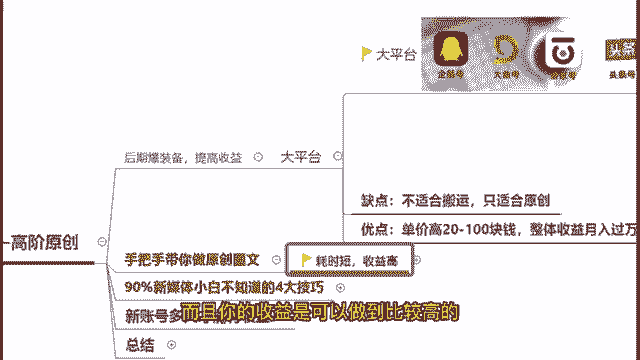 大平台
企鹅号
大鱼号
头条
头条号
后期爆装备，提高收益
大平台
缺点：不适合搬运，只适合原创
优点：单价高20-100块钱，整体收益月入过万
-高阶原创
手把手带你做原创图文
耗时短，收益高
90%新媒体小白不知道的4大技巧
新账号多
而且你的收益是可以做到比较高的
总结